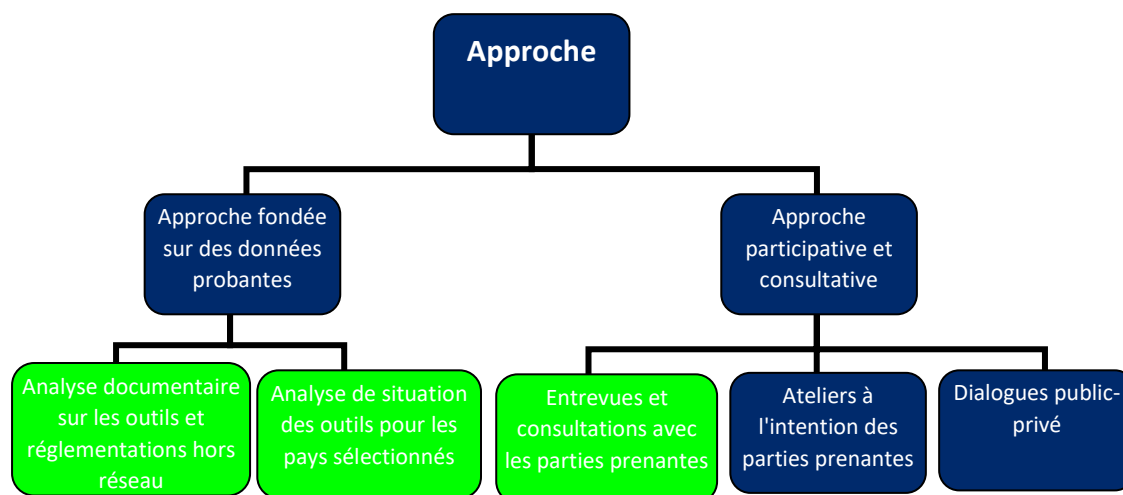 Approche
Approche fondée
sur des données
probantes
Approche
participative et
consultative
Analyse documentaire
sur les outils et
réglementations hors
réseau
Analyse de situation
des outils pour les
pays sélectionnés
Entrevues et
consultations avec
les parties prenantes
Ateliers à
l'intention des
parties prenantes
Dialogues public-
privé